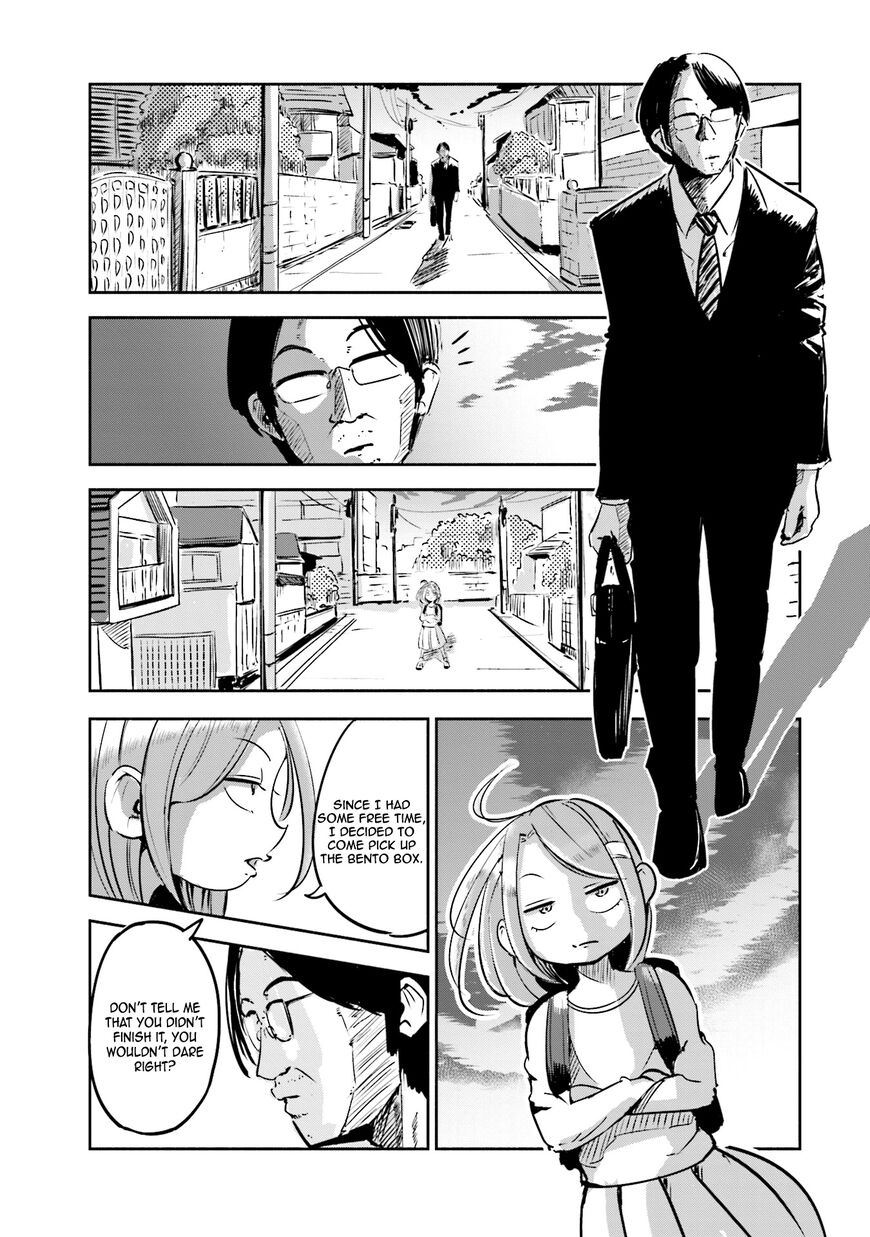 SINCE I HAD
SOME FREE TIME,
I DECIDED TO
COME PICK UP
THE BENTO BOX.
DON'T TELL ME
THAT YOU DIDN'T
FINISH IT, YOU
WOULDN'T DARE
RIGHT?